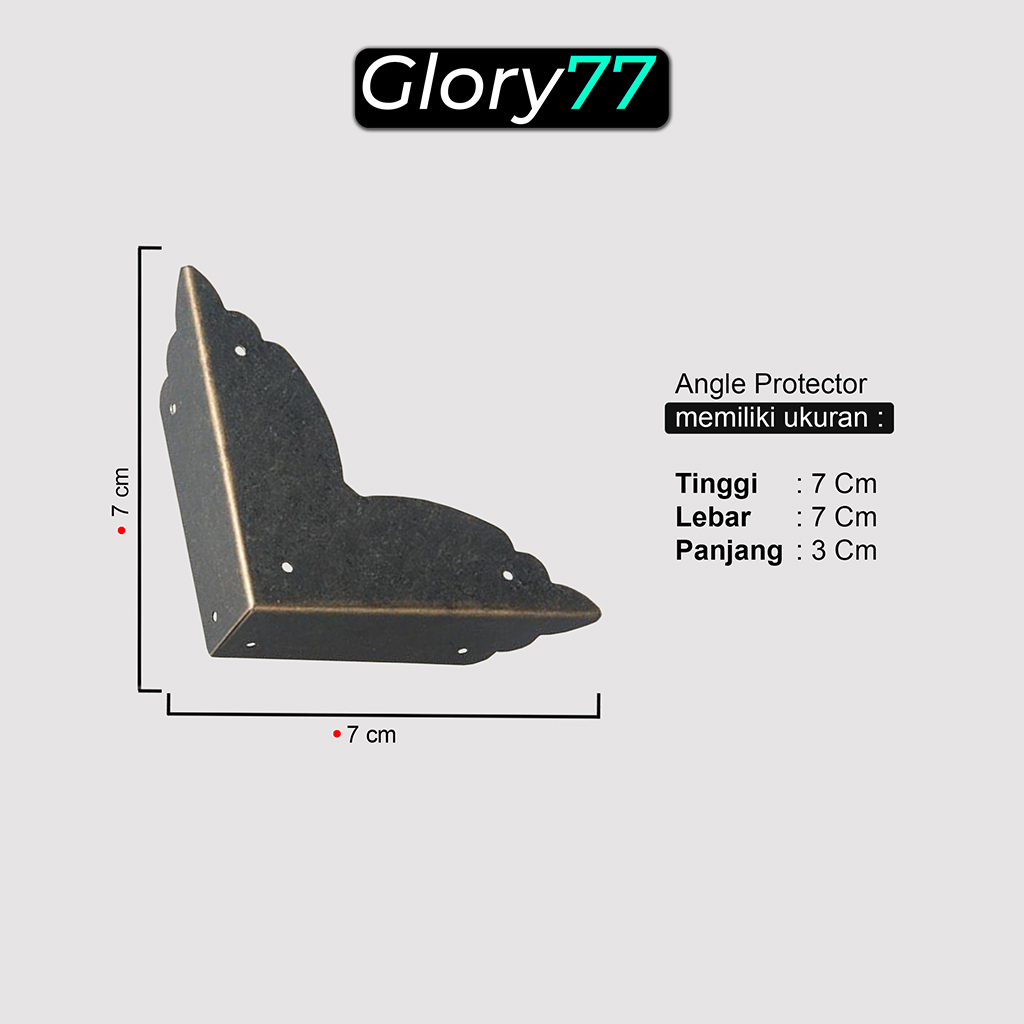 Glory77
Angle Protector
memiliki ukuran :
Tinggi : 7 Cm
Lebar : 7 Cm
Panjang : 3 Cm
7 cm
7 cm